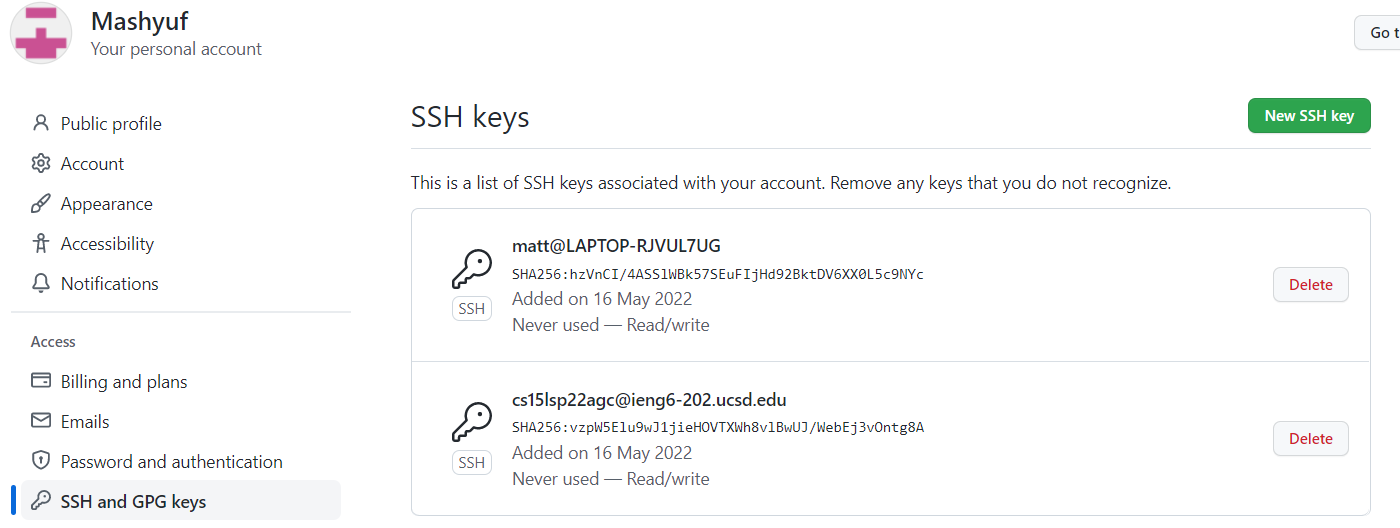 Mashyuf
Your personal account
Go t
Public profile
Account
Appearance
Accessibility
Notifications
Access
Billing and plans
Emails
Password and authentication
SSH and GPG keys
SSH keys
New SSH key
This is a list of SSH keys associated with your account. Remove any keys that you do not recognize.
matt@LAPTOP-RJVUL7UG
SHA256:hzVnCI/4ASSlWBk57SEuFIjHd92BktDV6XX0L5c9NYc
Added on 16 May 2022
Never used — Read/write
SSH
Delete
cs15lsp22agc@ieng6-202.ucsd.edu
SHA256:vzpW5Elu9wJ1jieHOVTXWh8vlBwUJ/WebEj3vOntg8A
Added on 16 May 2022
Never used — Read/write
SSH
Delete